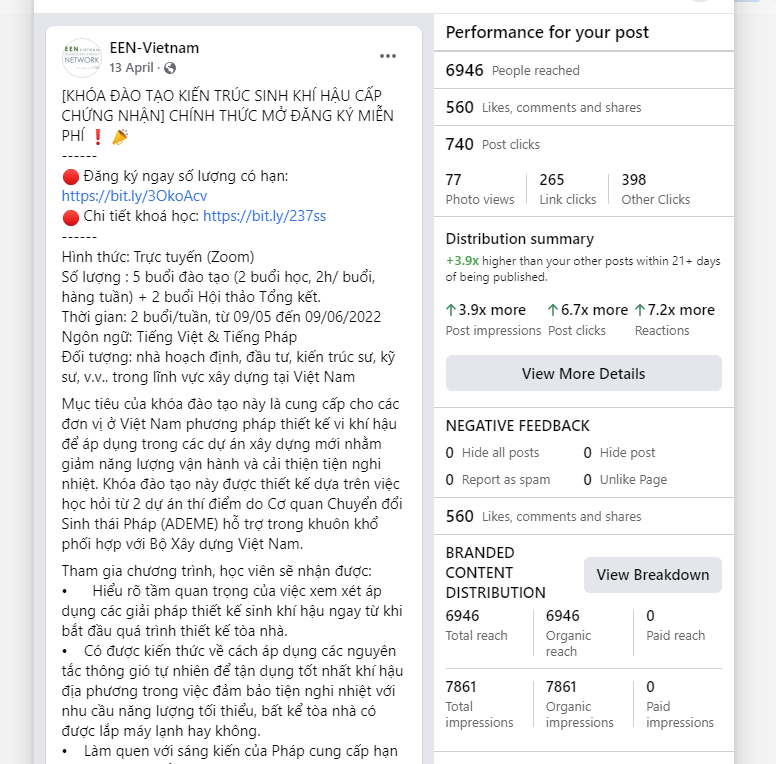 EEN VIETNAM
NETWORK
EEN-Vietnam
13 April ·
[KHÓA ĐÀO TẠO KIẾN TRÚC SINH KHÍ HẬU CẤP
CHỨNG NHẬN] CHÍNH THỨC MỞ ĐĂNG KÝ MIỄN
PHÍ ❗ 🎉
------
🔴 Đăng ký ngay số lượng có hạn:
https://bit.ly/3OkoAcv
🔴 Chi tiết khoá học: https://bit.ly/237ss
------
Hình thức: Trực tuyến (Zoom)
Số lượng : 5 buổi đào tạo (2 buổi học, 2h/ buổi,
hàng tuần) + 2 buổi Hội thảo Tổng kết.
Thời gian: 2 buổi/tuần, từ 09/05 đến 09/06/2022
Ngôn ngữ: Tiếng Việt & Tiếng Pháp
Đối tượng: nhà hoạch định, đầu tư, kiến trúc sư, kỹ
sư, v.v.. trong lĩnh vực xây dựng tại Việt Nam
Mục tiêu của khóa đào tạo này là cung cấp cho các
đơn vị ở Việt Nam phương pháp thiết kế vi khí hậu
để áp dụng trong các dự án xây dựng mới nhằm
giảm năng lượng vận hành và cải thiện tiện nghi
nhiệt. Khóa đào tạo này được thiết kế dựa trên việc
học hỏi từ 2 dự án thí điểm do Cơ quan Chuyển đổi
Sinh thái Pháp (ADEME) hỗ trợ trong khuôn khổ
phối hợp với Bộ Xây dựng Việt Nam.
Tham gia chương trình, học viên sẽ nhận được:
• Hiểu rõ tầm quan trọng của việc xem xét áp
dụng các giải pháp thiết kế sinh khí hậu ngay từ khi
bắt đầu quá trình thiết kế tòa nhà.
• Có được kiến thức về cách áp dụng các nguyên
tắc thông gió tự nhiên để tận dụng tốt nhất khí hậu
địa phương trong việc đảm bảo tiện nghi nhiệt với
nhu cầu năng lượng tối thiểu, bất kể tòa nhà có
được lắp máy lạnh hay không.
• Làm quen với sáng kiến của Pháp cung cấp hạn
Performance for your post
6946 People reached
560 Likes, comments and shares
740 Post clicks
77 265 398
Photo views Link clicks Other Clicks
Distribution summary
+3.9x higher than your other posts within 21+ days
of being published.
↑3.9x more ↑6.7x more ↑7.2x more
Post impressions Post clicks Reactions
View More Details
NEGATIVE FEEDBACK
0 Hide all posts 0 Hide post
0 Report as spam 0 Unlike Page
560 Likes, comments and shares
BRANDED
CONTENT
DISTRIBUTION
View Breakdown
6946 6946 0
Total reach Organic reach Paid reach
7861 7861 0
Total impressions Organic impressions Paid impressions